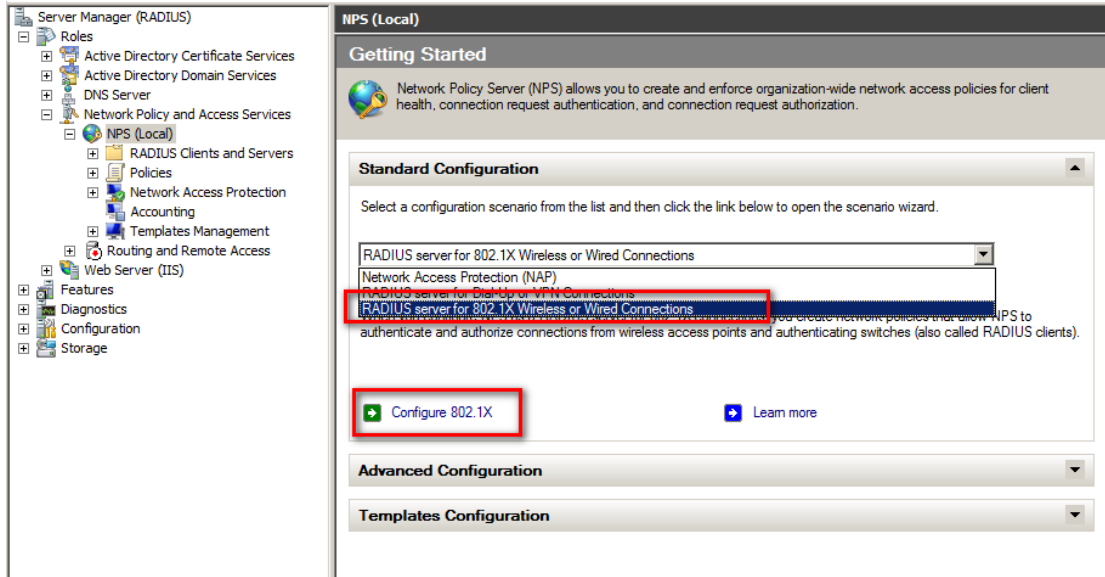 Server Manager (RADIUS)
Roles
Active Directory Certificate Services
Active Directory Domain Services
DNS Server
Network Policy and Access Services
NPS (Local)
RADIUS Clients and Servers
Policies
Network Access Protection
Accounting
Templates Management
Routing and Remote Access
Web Server (IIS)
Features
Diagnostics
Configuration
Storage
NPS (Local)
Getting Started
Network Policy Server (NPS) allows you to create and enforce organization-wide network access policies for client
health, connection request authentication, and connection request authorization.
Standard Configuration
Select a configuration scenario from the list and then click the link below to open the scenario wizard.
RADIUS server for 802.1X Wireless or Wired Connections
Network Access Protection (NAP)
RADIUS server for Dial-Up or VPN Connections
RADIUS server for 802.1X Wireless or Wired Connections
you create network policies that allow NPS to
authenticate and authorize connections from wireless access points and authenticating switches (also called RADIUS clients).
Configure 802.1X
Learn more
Advanced Configuration
Templates Configuration